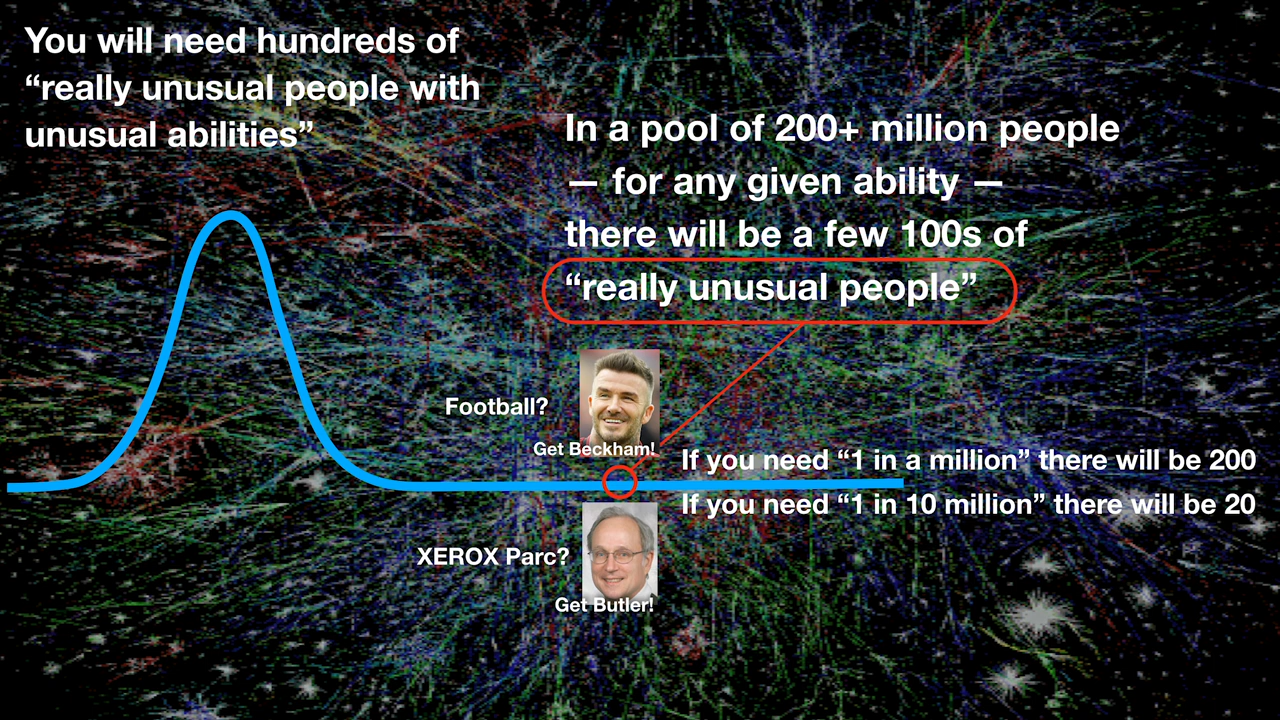 You will need hundreds of
“really unusual people with
unusual abilities”
In a pool of 200+ million people
— for any given ability —
there will be a few 100s of
“really unusual people”
Football?
Get Beckham!
If you need “1 in a million” there will be 200
If you need “1 in 10 million” there will be 20
XEROX Parc?
Get Butler!